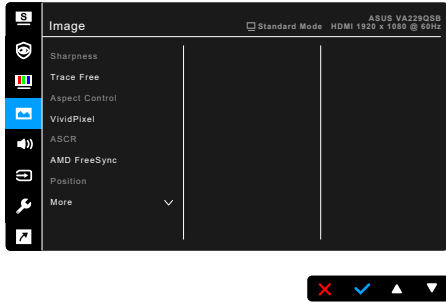 S
Image
ASUS VA229QSB
Standard Mode HDMI 1920 x 1080 @ 60Hz
Sharpness
Trace Free
Aspect Control
VividPixel
ASCR
AMD FreeSync
Position
More